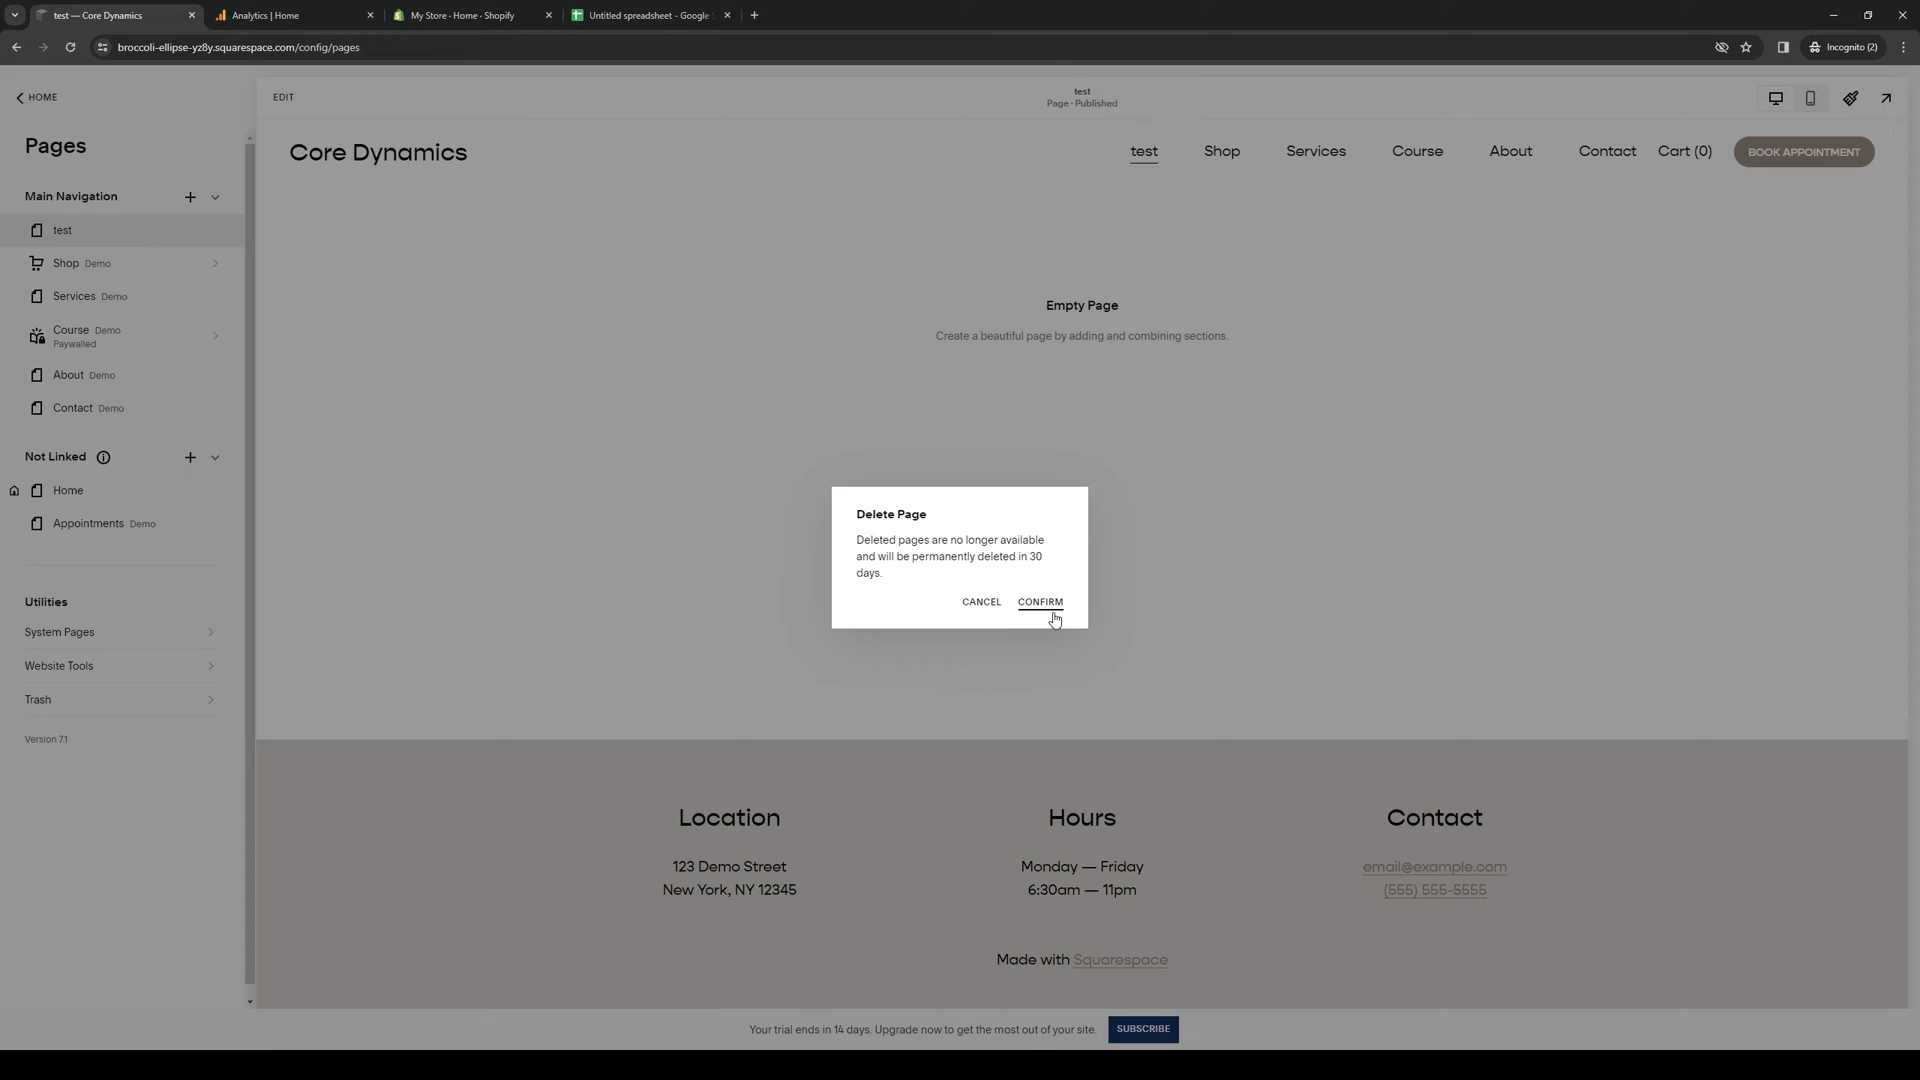 test — Core Dynamics
Analytics | Home
My Store · Home · Shopify
Untitled spreadsheet - Google
broccoli-ellipse-yz8y.squarespace.com/config/pages
Incognito (2)
HOME
EDIT
test
Page · Published
Pages
Core Dynamics
test
Shop
Services
Course
About
Contact
Cart (0)
BOOK APPOINTMENT
Main Navigation
test
Shop Demo
Services Demo
Course Demo
Paywalled
About Demo
Contact Demo
Not Linked
Home
Appointments Demo
Utilities
System Pages
Website Tools
Trash
Version 7.1
Empty Page
Create a beautiful page by adding and combining sections.
Delete Page
Deleted pages are no longer available
and will be permanently deleted in 30
days.
CANCEL
CONFIRM
Location
123 Demo Street
New York, NY 12345
Hours
Monday — Friday
6:30am — 11pm
Contact
email@example.com
(555) 555-5555
Made with Squarespace
Your trial ends in 14 days. Upgrade now to get the most out of your site.
SUBSCRIBE